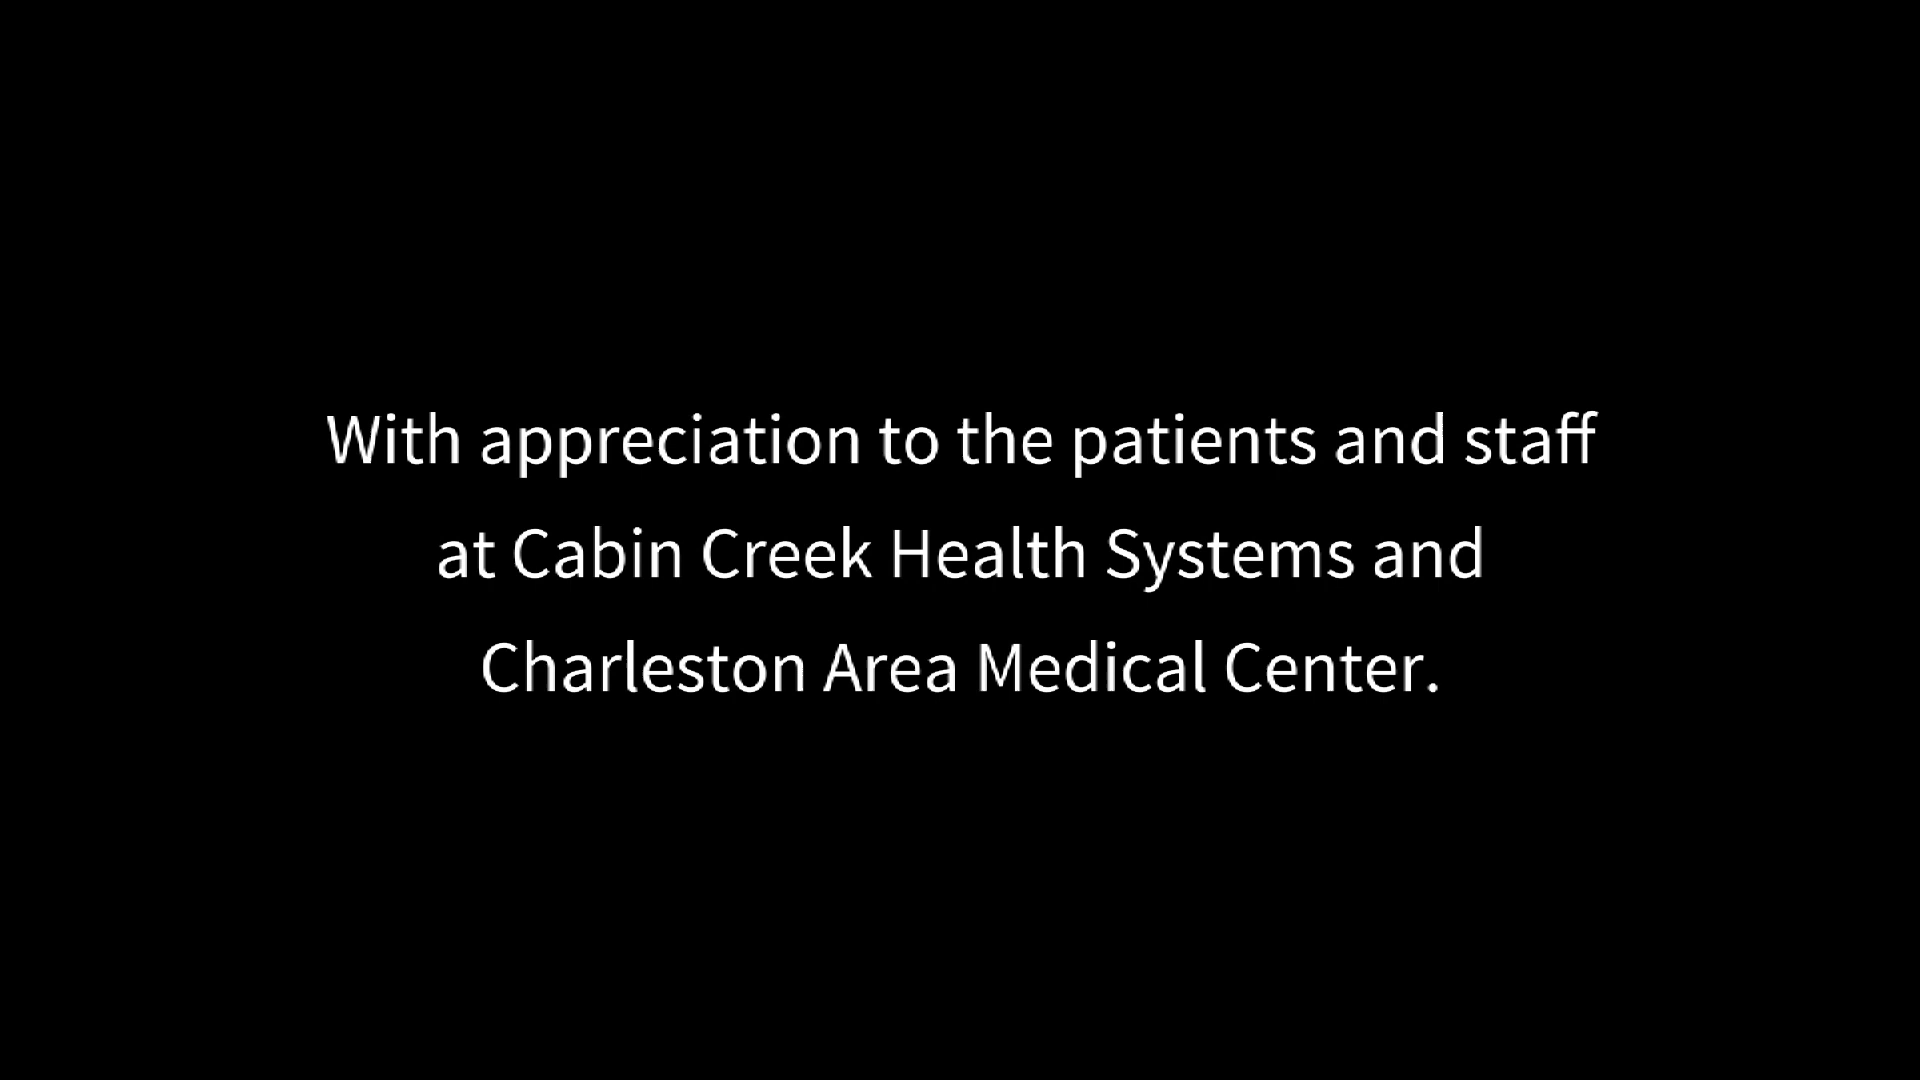 With appreciation to the patients and staff
at Cabin Creek Health Systems and
Charleston Area Medical Center.